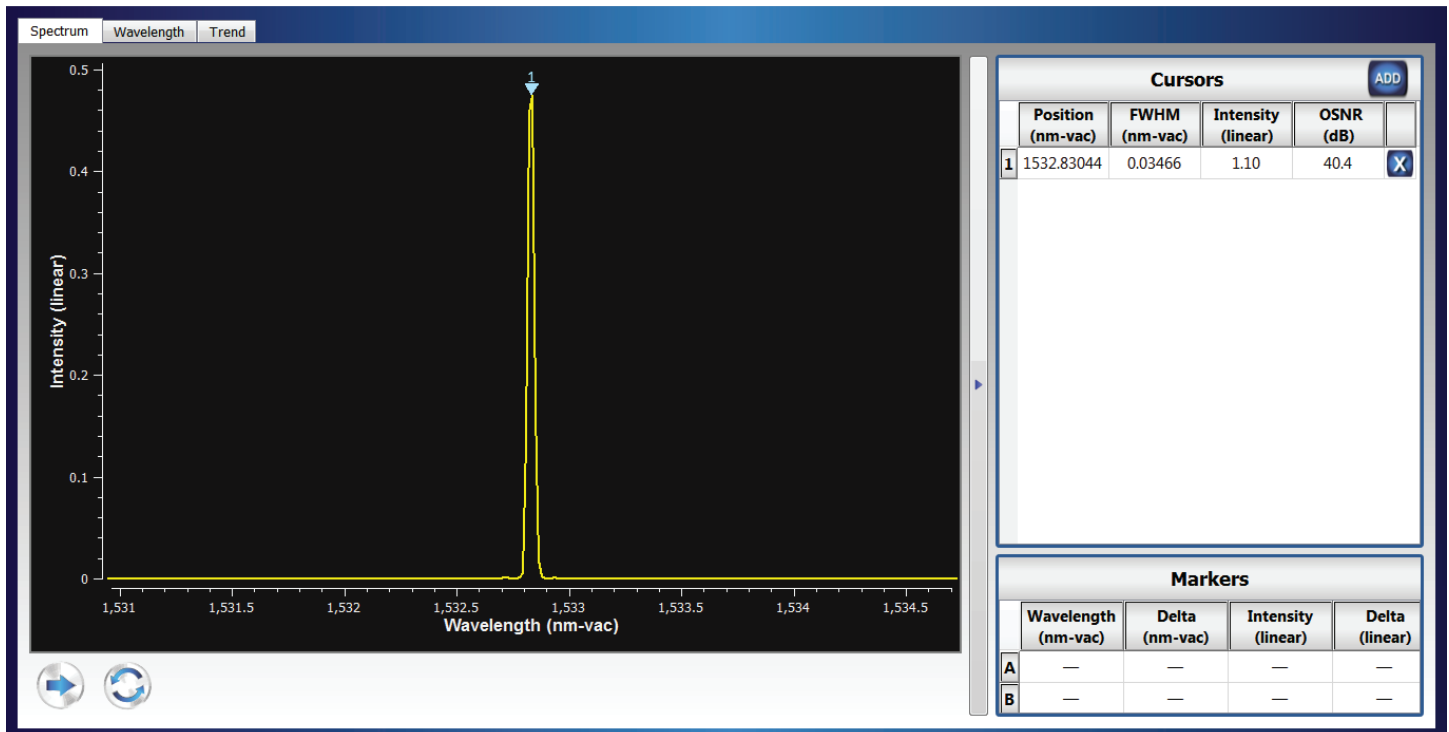 Spectrum Wavelength Trend
1
0.5
0.4
0.3
0.2
0.1
0
Intensity (linear)
1,531 1,531.5 1,532 1,532.5 1,533 1,533.5 1,534 1,534.5
Wavelength (nm-vac)
Cursors ADD
Position FWHM Intensity OSNR
(nm-vac) (nm-vac) (linear) (dB)
1 1532.83044 0.03466 1.10 40.4 X
Markers
Wavelength Delta Intensity Delta
(nm-vac) (nm-vac) (linear) (linear)
A — — — —
B — — — —